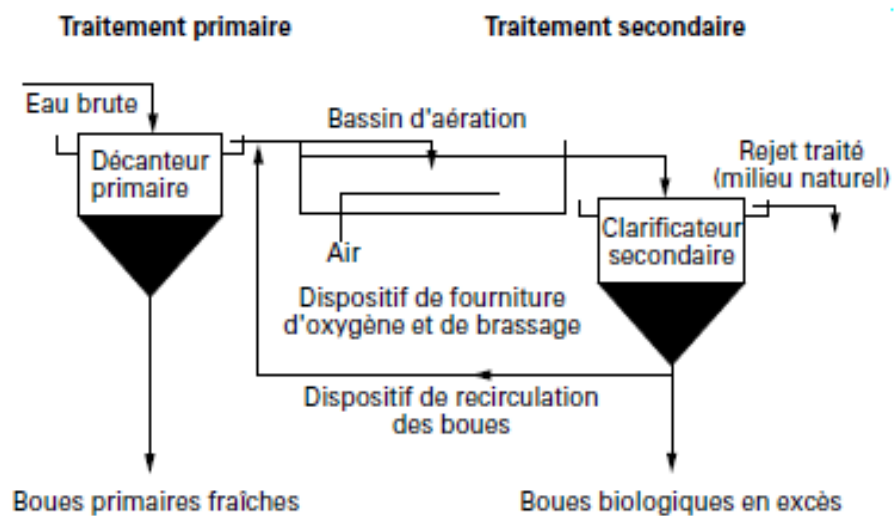 Traitement primaire
Traitement secondaire
Eau brute
Bassin d'aération
Rejet traité
(milieu naturel)
Décanteur
primaire
Clarificateur
secondaire
Air
Dispositif de fourniture
d'oxygène et de brassage
Dispositif de recirculation
des boues
Boues primaires fraîches
Boues biologiques en excès